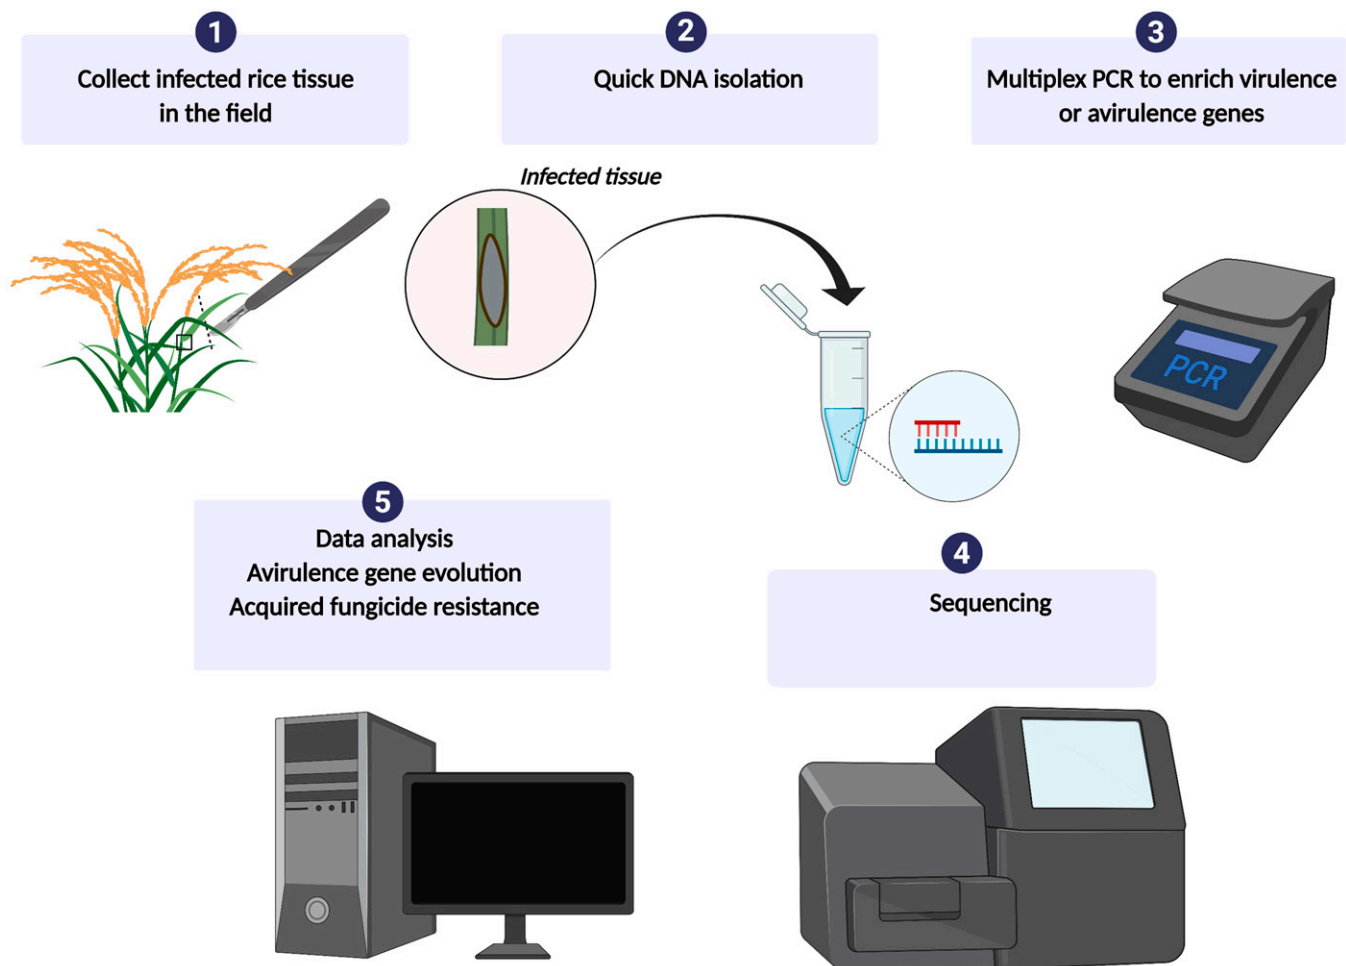 1
Collect infected rice tissue
in the field
2
Quick DNA isolation
3
Multiplex PCR to enrich virulence
or avirulence genes
Infected tissue
PCR
5
Data analysis
Avirulence gene evolution
Acquired fungicide resistance
4
Sequencing